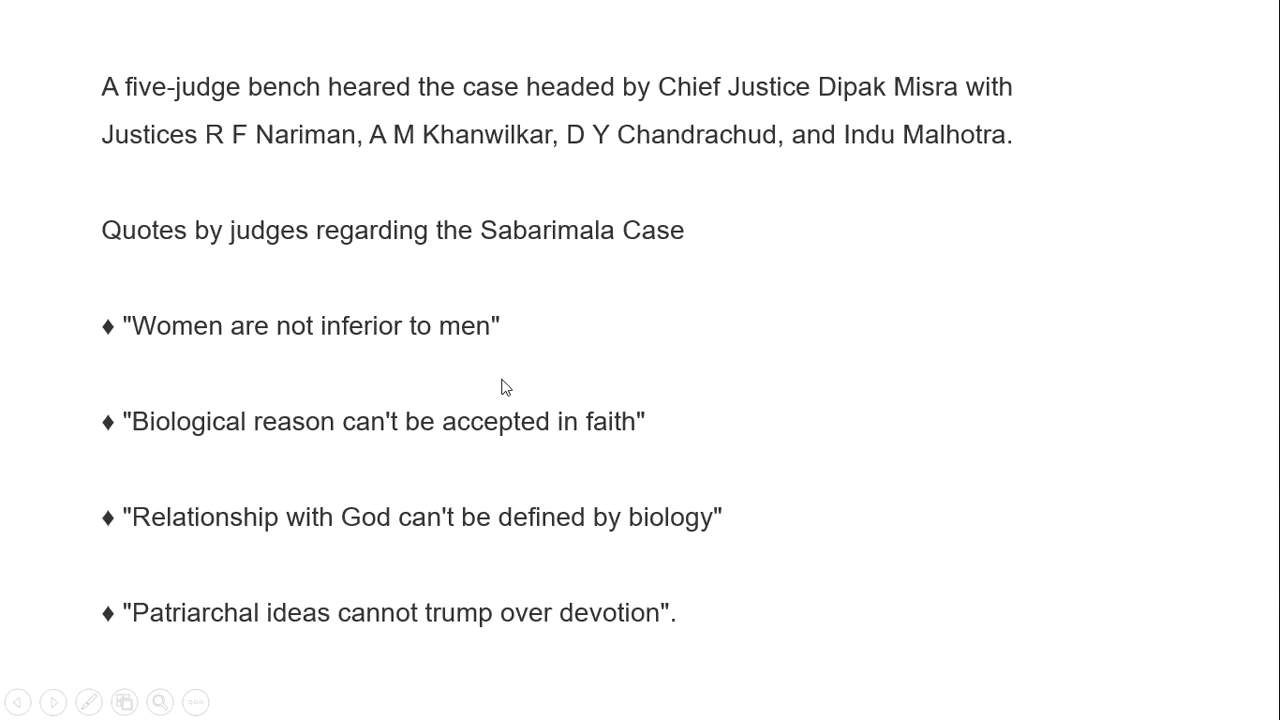 A five-judge bench heared the case headed by Chief Justice Dipak Misra with
Justices R F Nariman, A M Khanwilkar, D Y Chandrachud, and Indu Malhotra.
Quotes by judges regarding the Sabarimala Case
♦ "Women are not inferior to men"
♦ "Biological reason can't be accepted in faith"
♦ "Relationship with God can't be defined by biology"
♦ "Patriarchal ideas cannot trump over devotion".